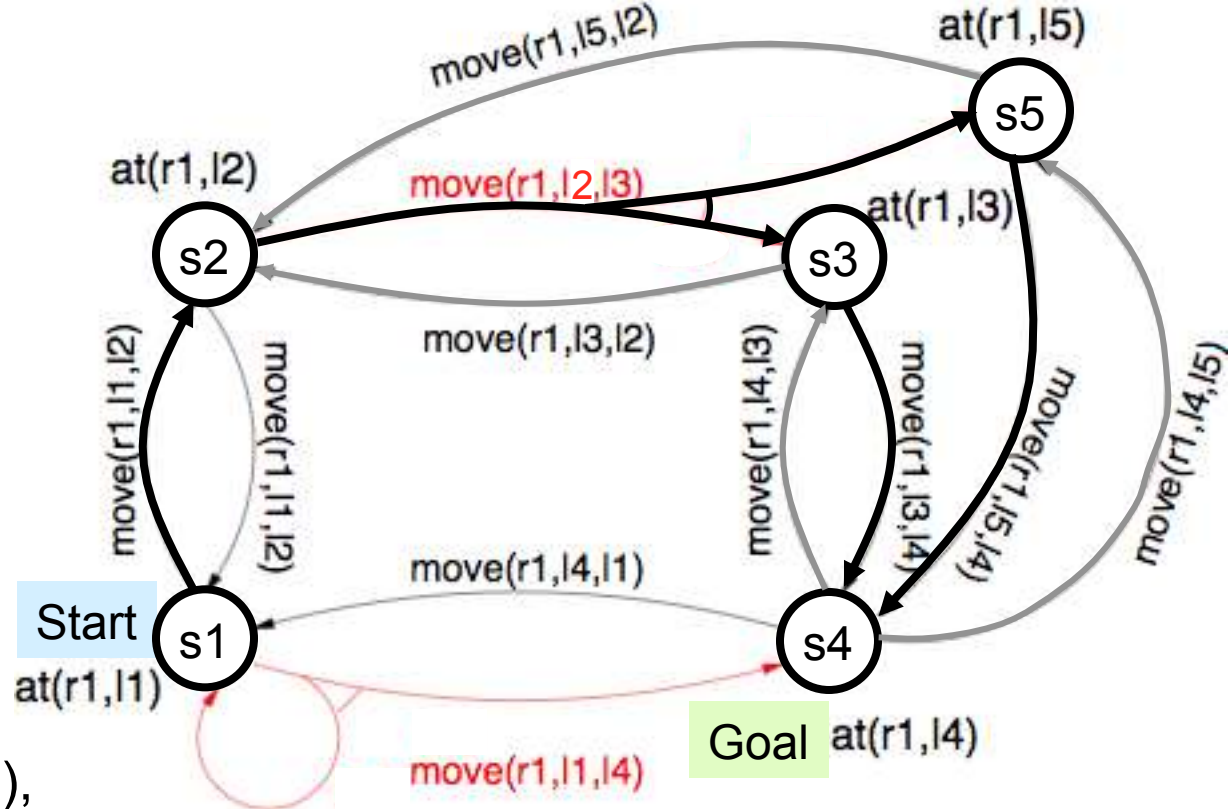 move(r1,l5,l2)
at(r1,l5)
s5
at(r1,l2)
move(r1,l2,l3)
at(r1,l3)
s2
s3
move(r1,l3,l2)
move(r1,l1,l2)
move(r1,l1,l2)
move(r1,l4,l3)
move(r1,l3,l4)
move(r1,l5,l4)
move(r1,l4,l5)
move(r1,l4,l1)
Start
s1
s4
at(r1,l1)
Goal
at(r1,l4)
move(r1,l1,l4)
),